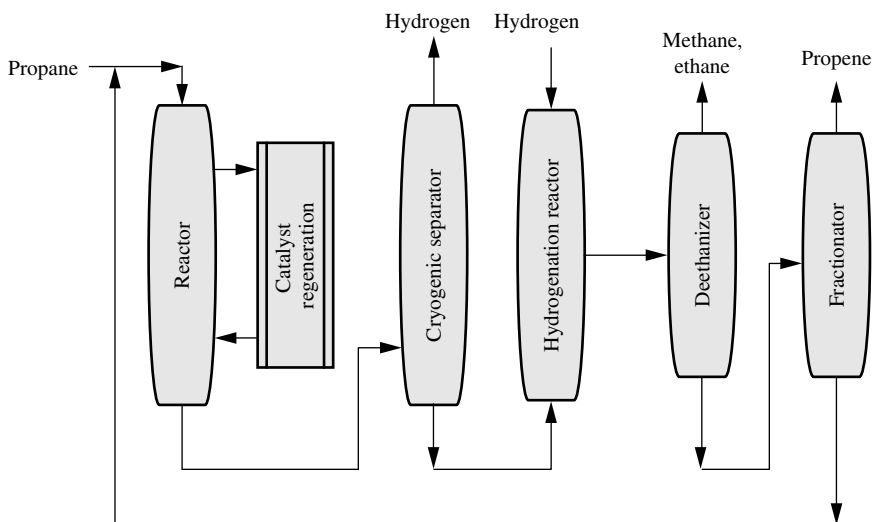 Hydrogen
Hydrogen
Methane,
ethane
Propene
Propane
Reactor
Catalyst
regeneration
Cryogenic separator
Hydrogenation reactor
Deethanizer
Fractionator